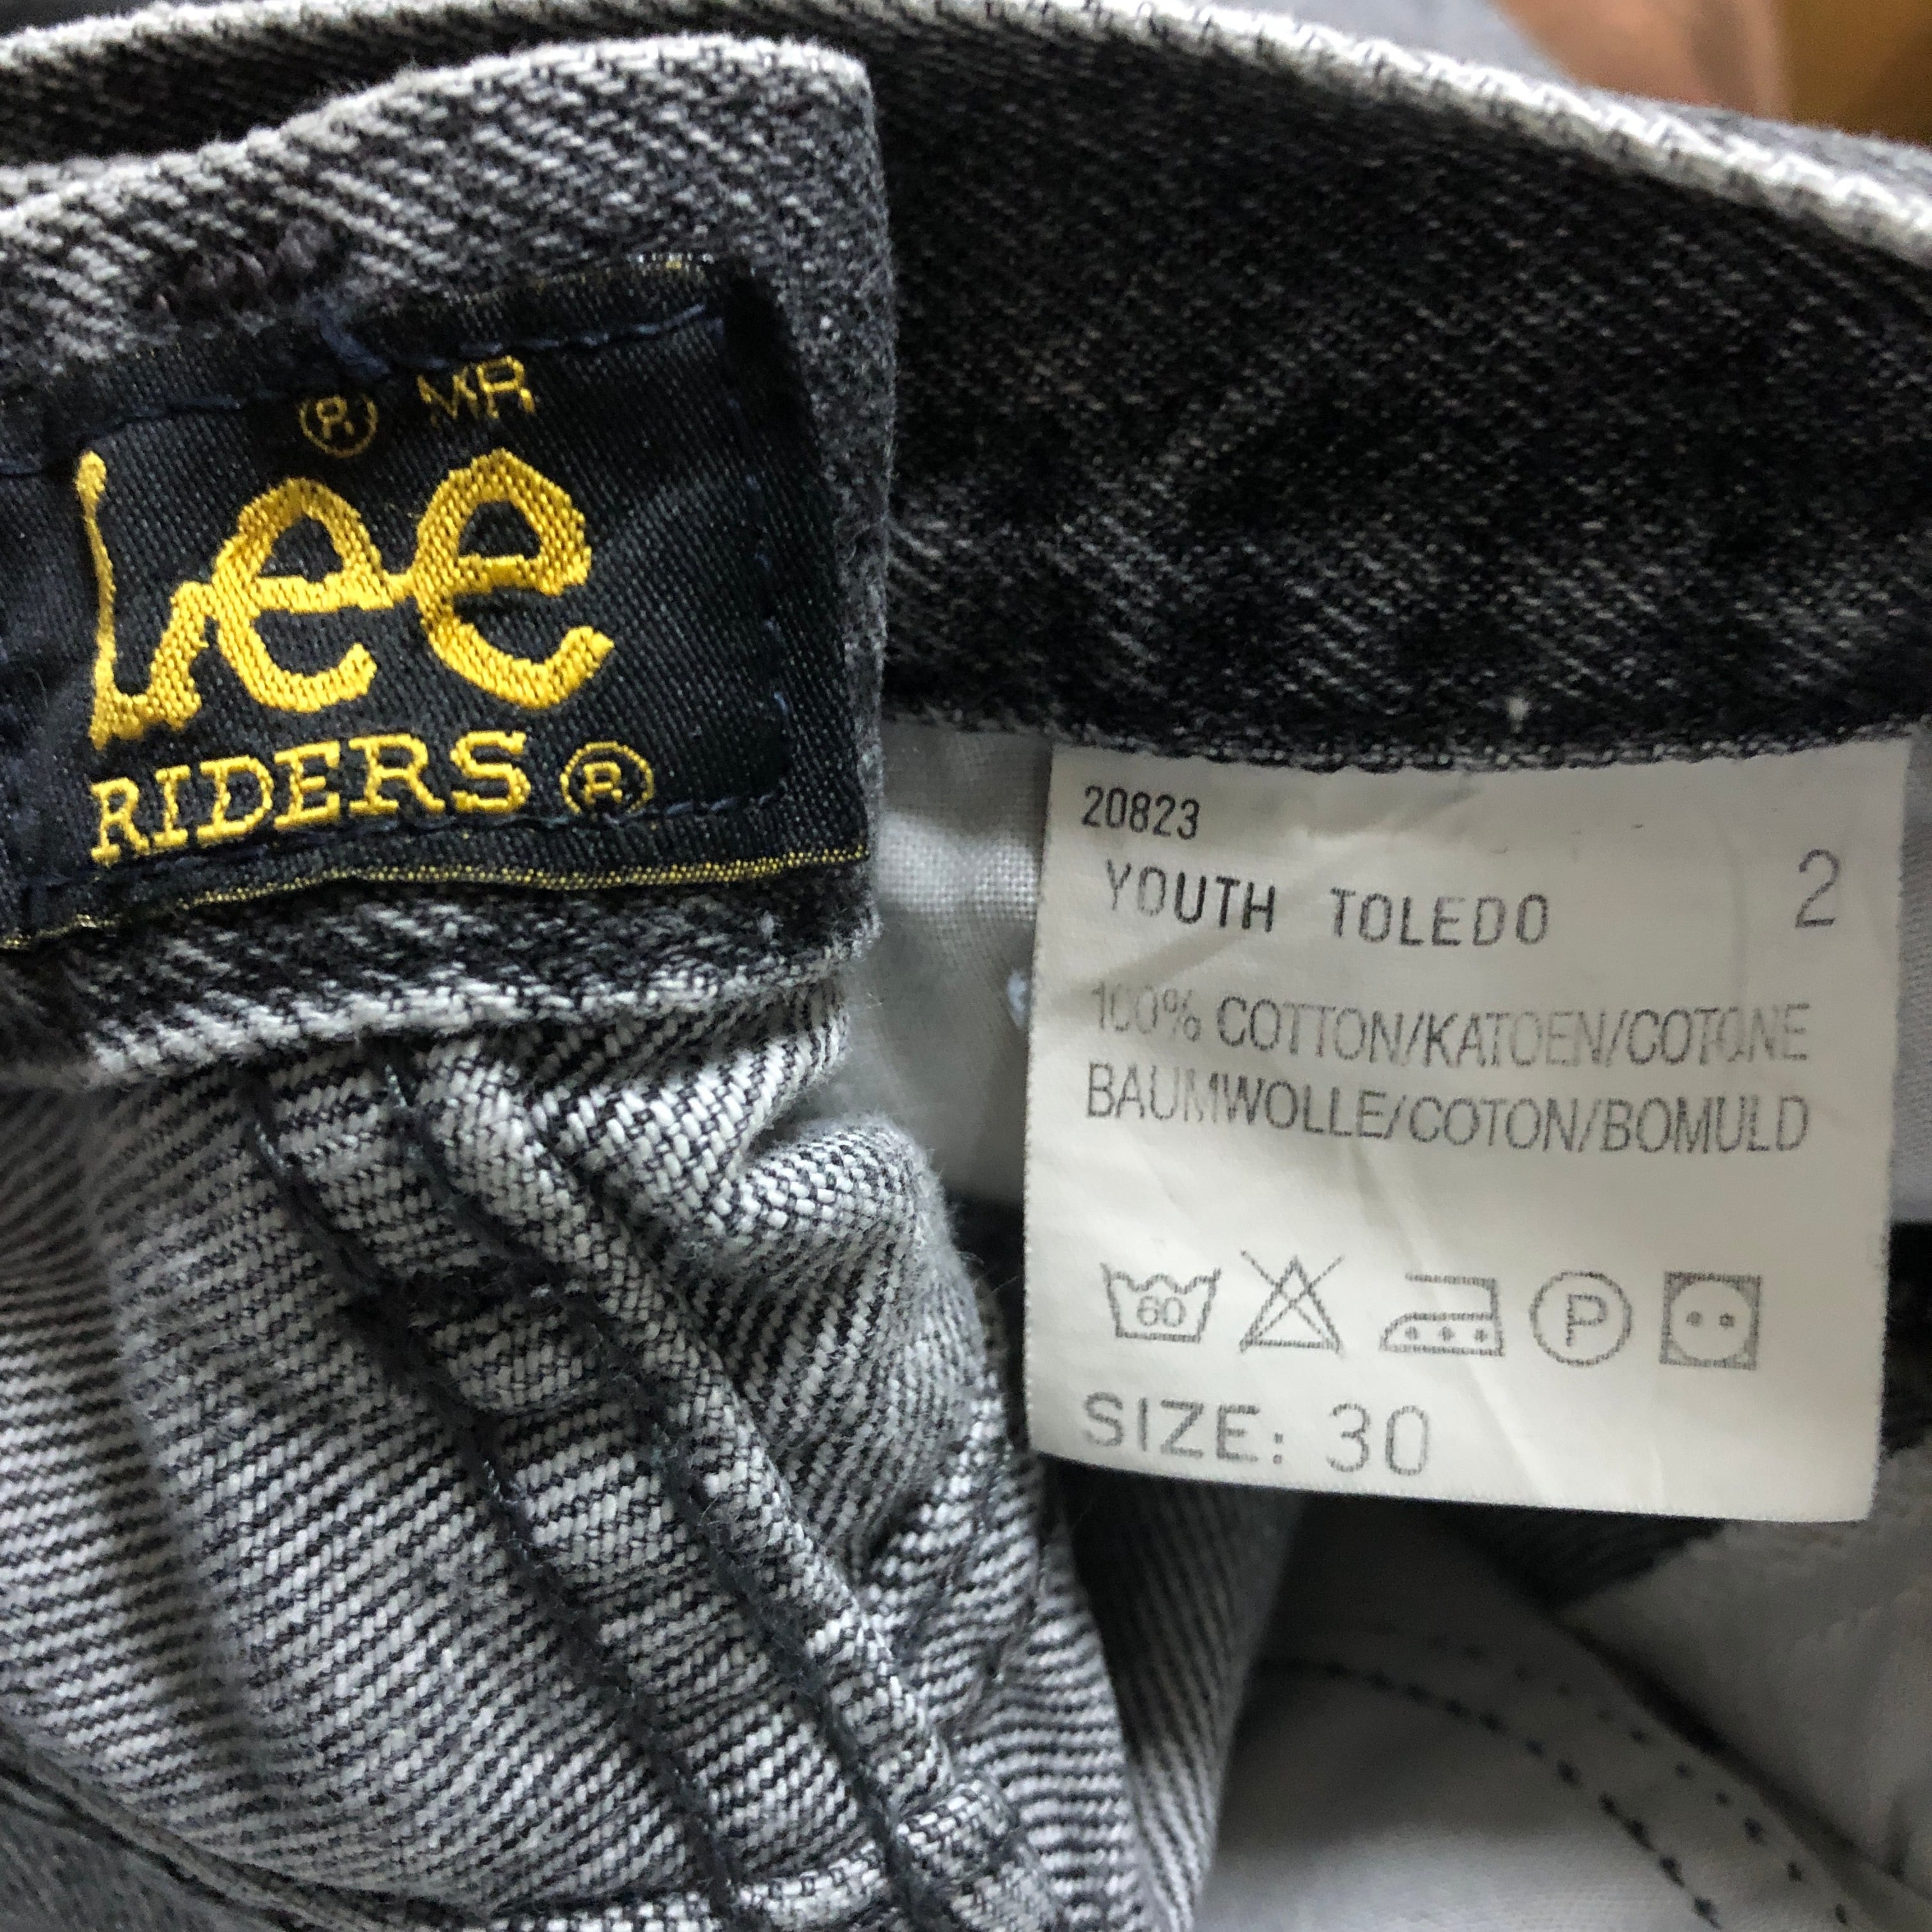 ® MR
Lee
RIDERS ®
20823
YOUTH TOLEDO 2
100% COTTON/KATOEN/COTONE
BAUMWOLLE/COTON/BOMULD
60 P
SIZE: 30